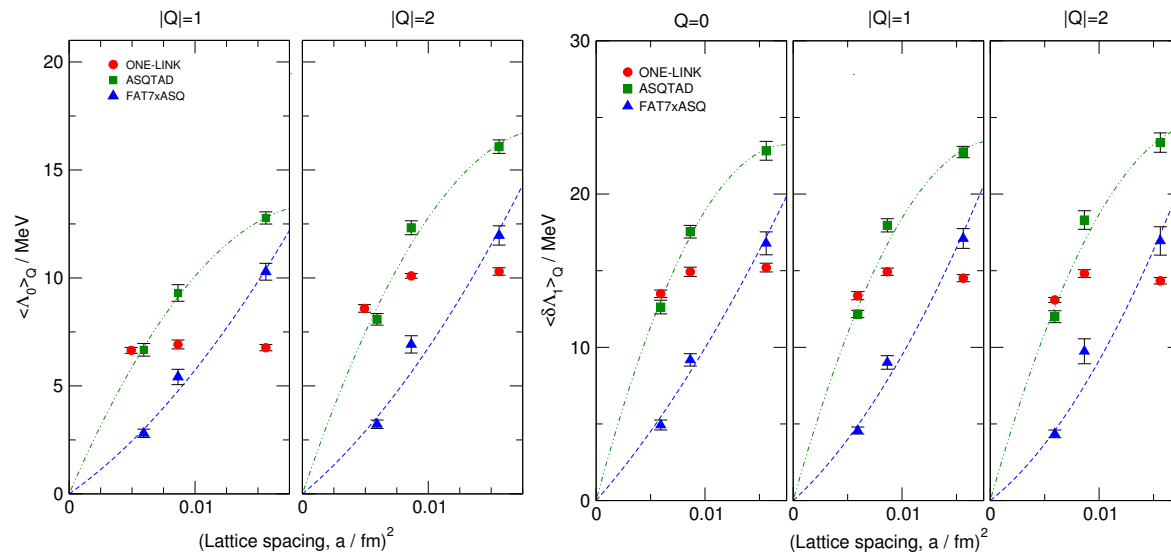 |Q|=1
|Q|=2
20
15
10
5
0
<Λ0>Q / MeV
ONE-LINK
ASQTAD
FAT7xASQ
0
0.01
0
0.01
(Lattice spacing, a / fm)²
Q=0
|Q|=1
|Q|=2
30
20
10
0
<δΛ1>Q / MeV
ONE-LINK
ASQTAD
FAT7xASQ
0
0.01
0
0.01
0
0.01
(Lattice spacing, a / fm)²